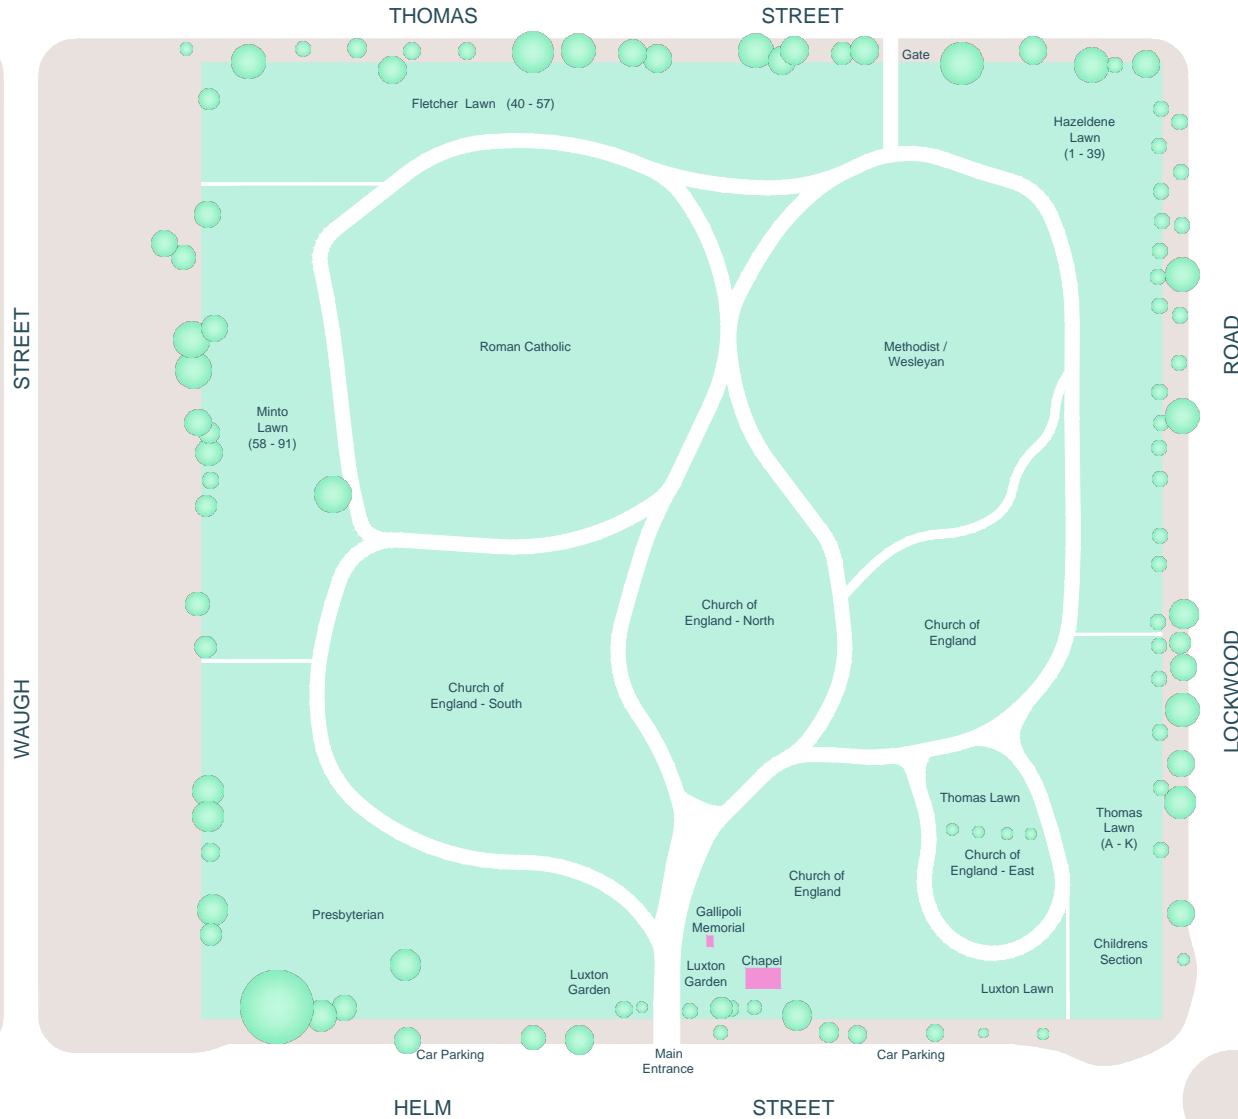 THOMAS STREET
Gate
Fletcher Lawn (40 - 57)
Hazeldene
Lawn
(1 - 39)
STREET
ROAD
Roman Catholic
Methodist /
Wesleyan
Minto
Lawn
(58 - 91)
Church of
England - North
Church of
England
WAUGH
LOCKWOOD
Church of
England - South
Thomas Lawn
Thomas
Lawn
(A - K)
Church of
England - East
Church of
England
Presbyterian
Gallipoli
Memorial
Childrens
Section
Luxton
Garden
Luxton
Garden
Chapel
Luxton Lawn
Car Parking
Main
Entrance
Car Parking
HELM STREET